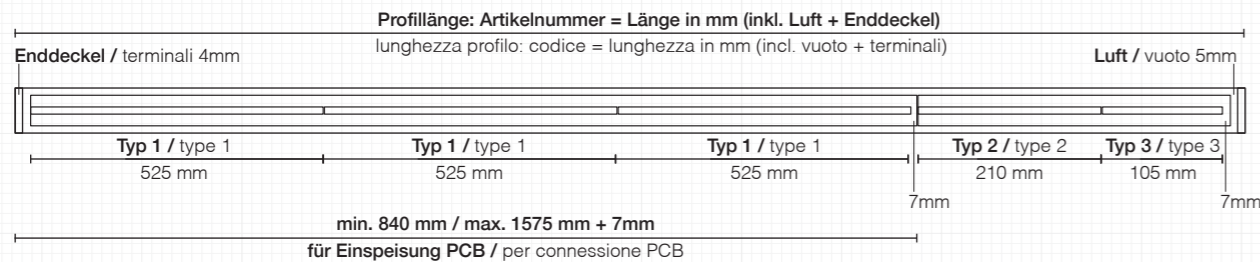 Profillänge: Artikelnummer = Länge in mm (inkl. Luft + Enddeckel)
lunghezza profilo: codice = lunghezza in mm (incl. vuoto + terminali)
Enddeckel / terminali 4mm
Luft / vuoto 5mm
Typ 1 / type 1
Typ 1 / type 1
Typ 1 / type 1
Typ 2 / type 2
Typ 3 / type 3
525 mm
525 mm
525 mm
210 mm
105 mm
7mm
7mm
min. 840 mm / max. 1575 mm + 7mm
für Einspeisung PCB / per connessione PCB